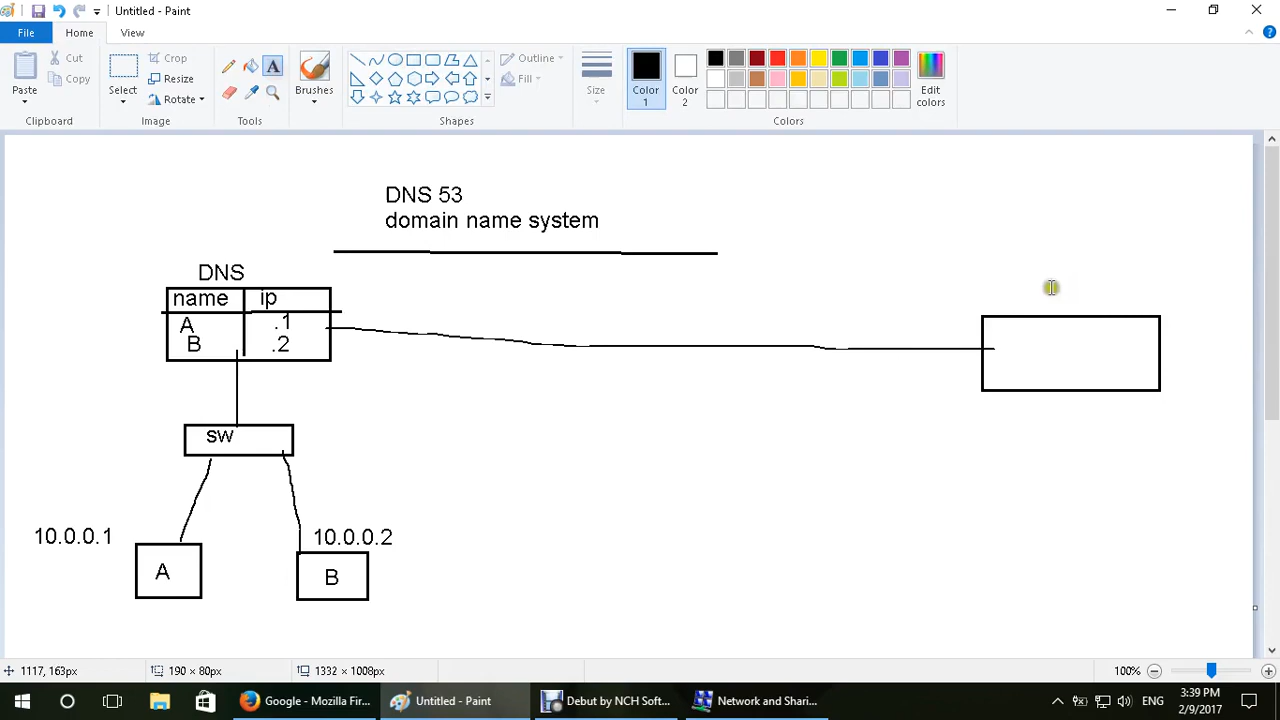 Untitled - Paint
File
Home
View
Paste
Cut
Copy
Clipboard
Select
Crop
Resize
Rotate
Image
A
Tools
Brushes
Outline
Fill
Shapes
Size
Color
1
Color
2
Edit
colors
Colors
DNS 53
domain name system
DNS
name ip
A .1
B .2
sw
10.0.0.1
10.0.0.2
A
B
1117, 163px
190 × 80px
1332 × 1008px
100%
Google - Mozilla Fir...
Untitled - Paint
Debut by NCH Soft...
Network and Shari...
ENG
3:39 PM
2/9/2017